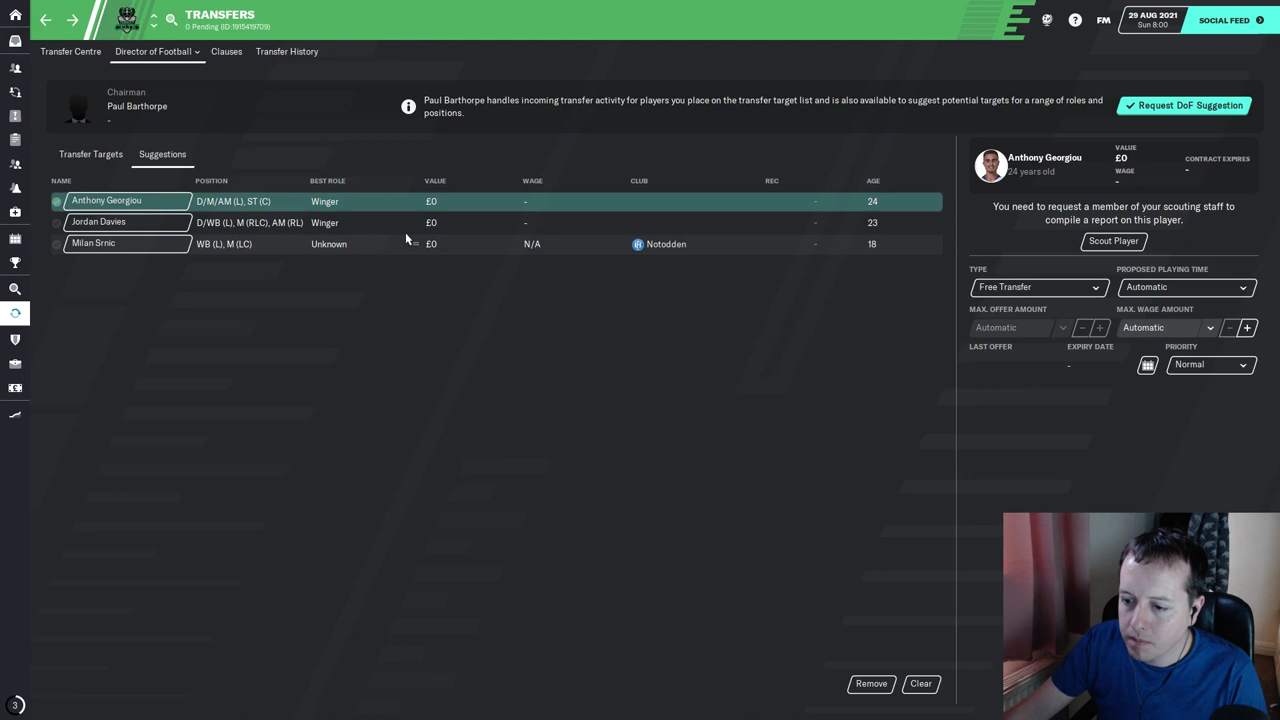 TRANSFERS
0 Pending (ID:1915419709)
FM
29 AUG 2021
Sun 8:00
SOCIAL FEED
Transfer Centre
Director of Football
Clauses
Transfer History
Chairman
Paul Barthorpe
-
Paul Barthorpe handles incoming transfer activity for players you place on the transfer target list and is also available to suggest potential targets for a range of roles and
positions.
Request DoF Suggestion
Transfer Targets
Suggestions
NAME POSITION BEST ROLE VALUE WAGE CLUB REC AGE
Anthony Georgiou D/M/AM (L), ST (C) Winger £0 - - 24
Jordan Davies D/WB (L), M (RLC), AM (RL) Winger £0 - - 23
Milan Srnic WB (L), M (LC) Unknown £0 N/A Notodden - 18
Anthony Georgiou
24 years old
VALUE
£0
WAGE
-
CONTRACT EXPIRES
-
You need to request a member of your scouting staff to
compile a report on this player.
Scout Player
TYPE PROPOSED PLAYING TIME
Free Transfer Automatic
MAX. OFFER AMOUNT MAX. WAGE AMOUNT
Automatic Automatic
LAST OFFER EXPIRY DATE PRIORITY
- Normal
Remove Clear
3